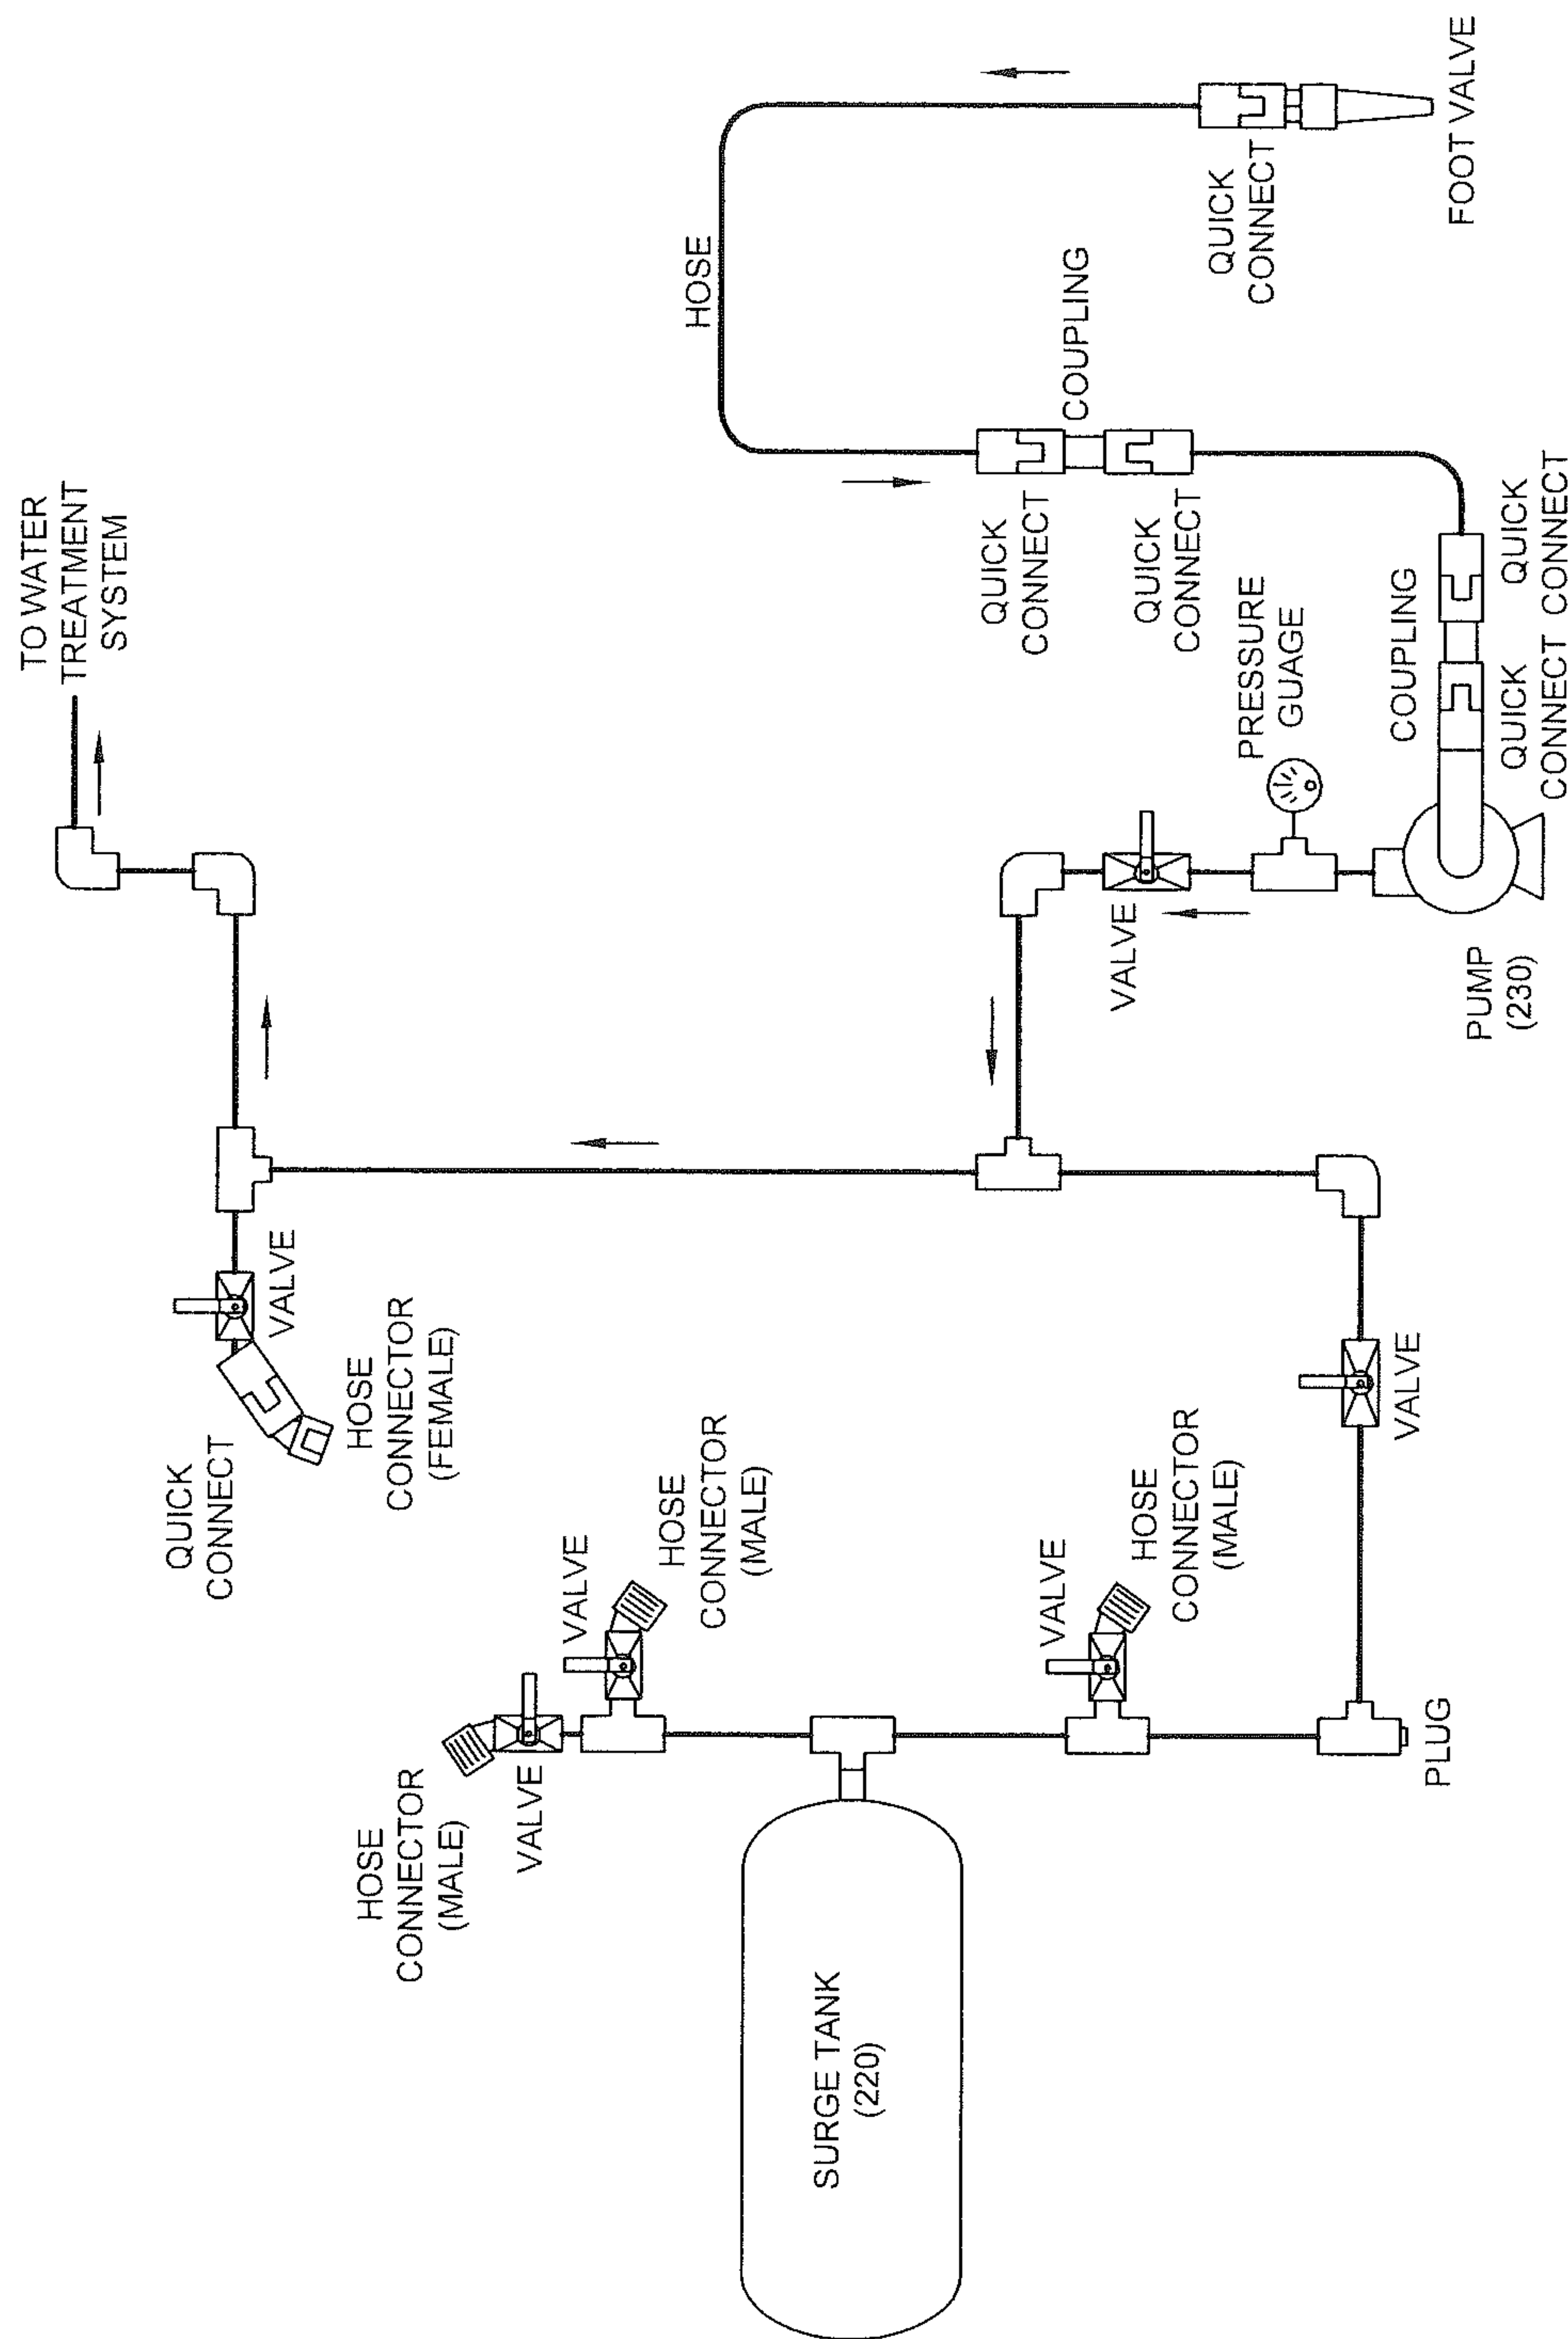 TO WATER
TREATMENT
SYSTEM
HOSE
COUPLING
QUICK
CONNECT
FOOT VALVE
QUICK
CONNECT
QUICK
CONNECT
PRESSURE
GUAGE
COUPLING
QUICK
CONNECT
QUICK
CONNECT
VALVE
PUMP
(230)
VALVE
QUICK
CONNECT
HOSE
CONNECTOR
(FEMALE)
VALVE
HOSE
CONNECTOR
(MALE)
HOSE
CONNECTOR
(MALE)
VALVE
VALVE
HOSE
CONNECTOR
(MALE)
VALVE
PLUG
SURGE TANK
(220)